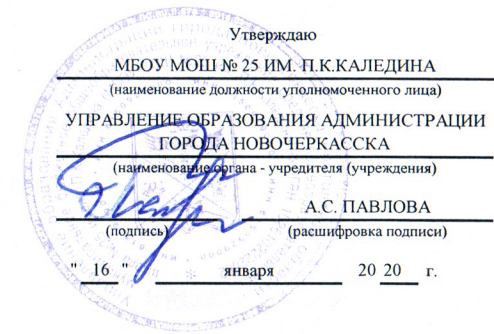 Утверждаю
МБОУ МОШ № 25 ИМ. П.К.КАЛЕДИНА
(наименование должности уполномоченого лица)
УПРАВЛЕНИЕ ОБРАЗОВАНИЯ АДМИНИСТРАЦИИ
ГОРОДА НОВОЧЕРКАССКА
(наименование органа - учредителя (учреждения)
А.С. ПАВЛОВА
(подпись) (расшифровка подписи)
" 16 " января 20 20 г.